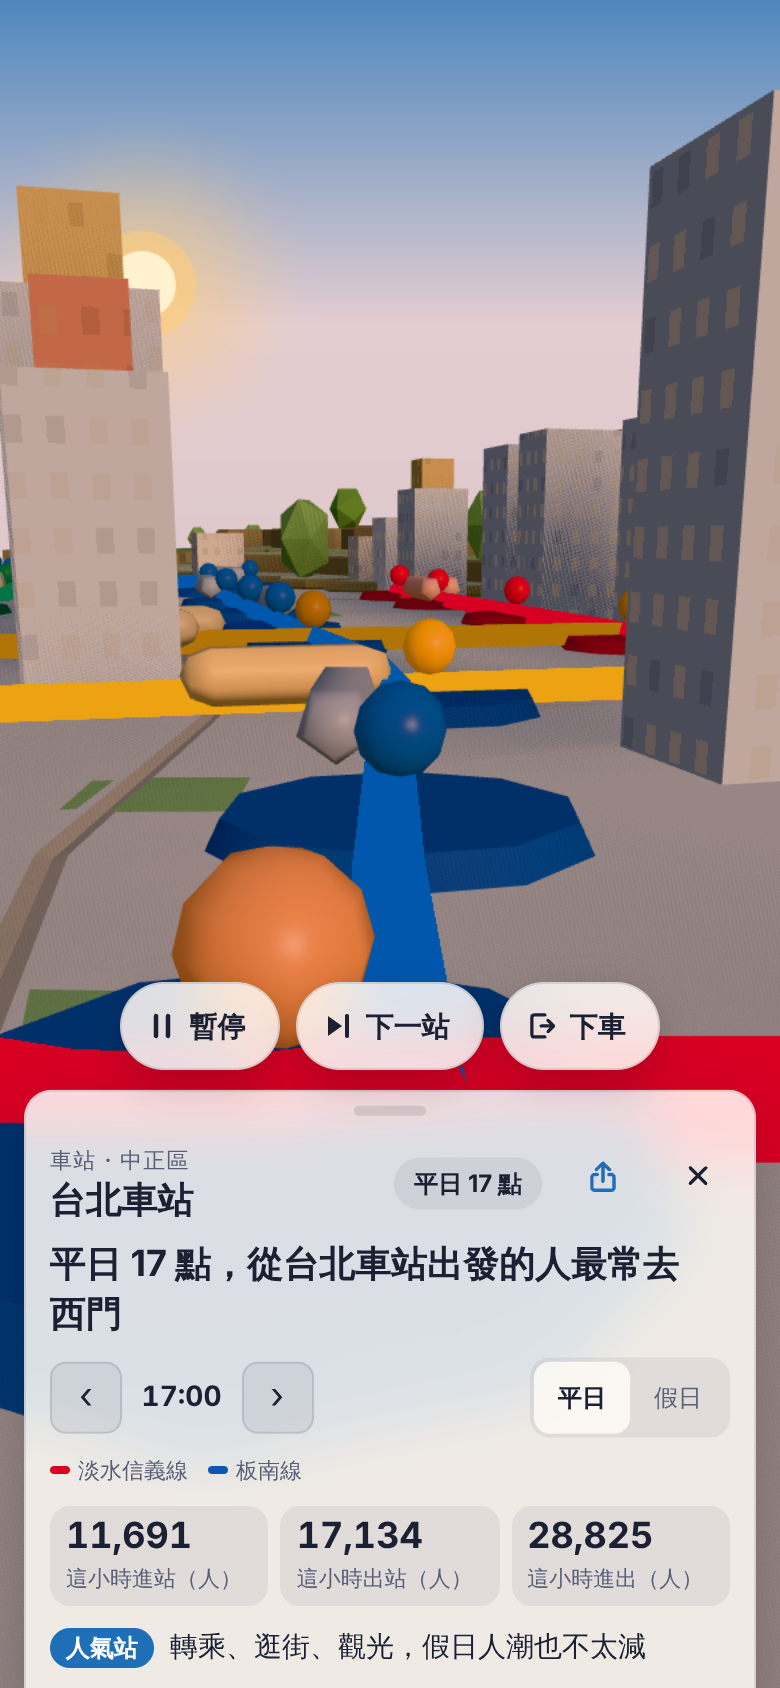 暫停
下一站
下車
車站・中正區
台北車站
平日 17 點
平日 17 點，從台北車站出發的人最常去
西門
17:00
平日
假日
淡水信義線
板南線
11,691
這小時進站（人）
17,134
這小時出站（人）
28,825
這小時進出（人）
人氣站
轉乘、逛街、觀光，假日人潮也不太減